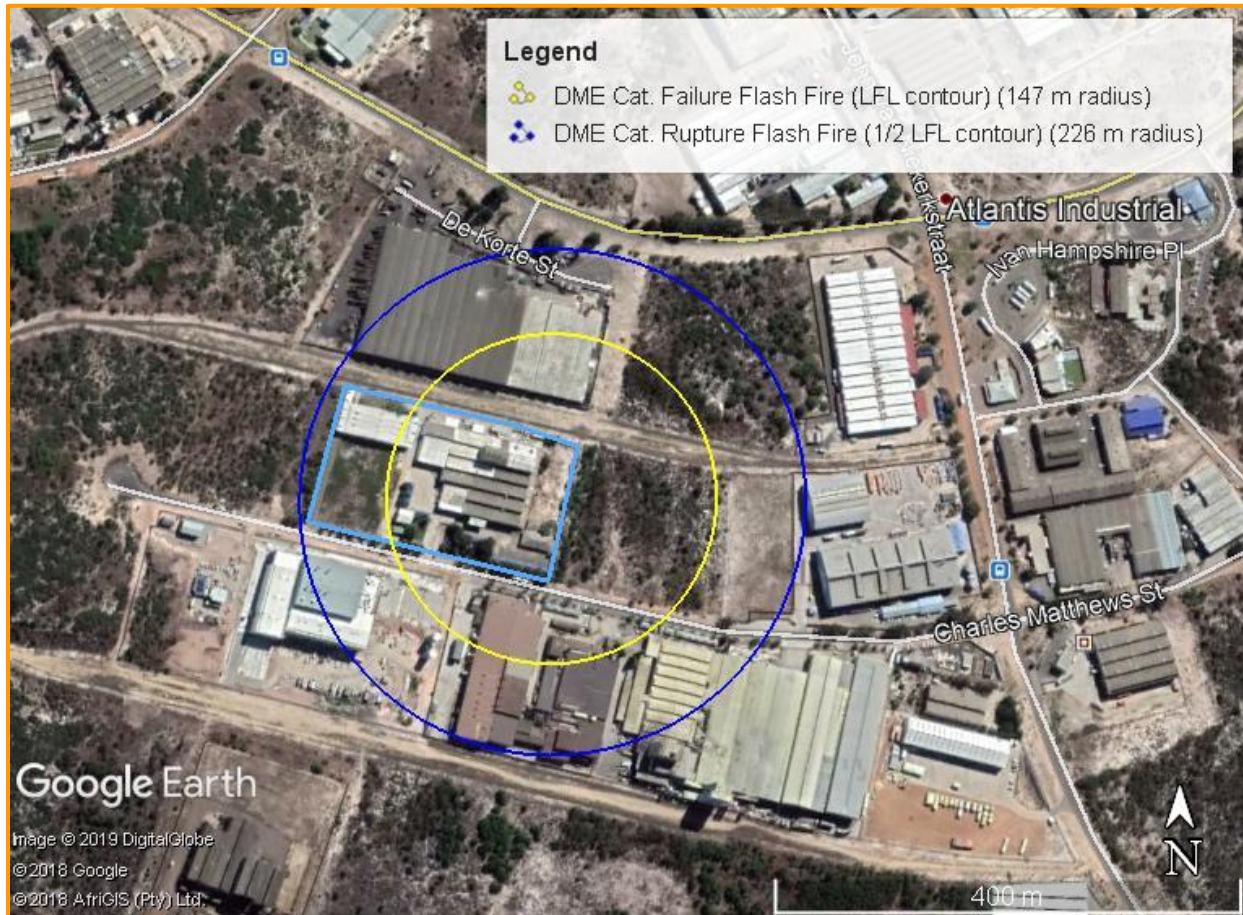 Legend
DME Cat. Failure Flash Fire (LFL contour) (147 m radius)
DME Cat. Rupture Flash Fire (1/2 LFL contour) (226 m radius)
De Korte St
Atlantis Industrial
Ivan Hampshire Pl
Charles Matthews St
Google Earth
Image © 2019 DigitalGlobe
©2018 Google
©2018 AfriGIS (Pty) Ltd.
N
400 m